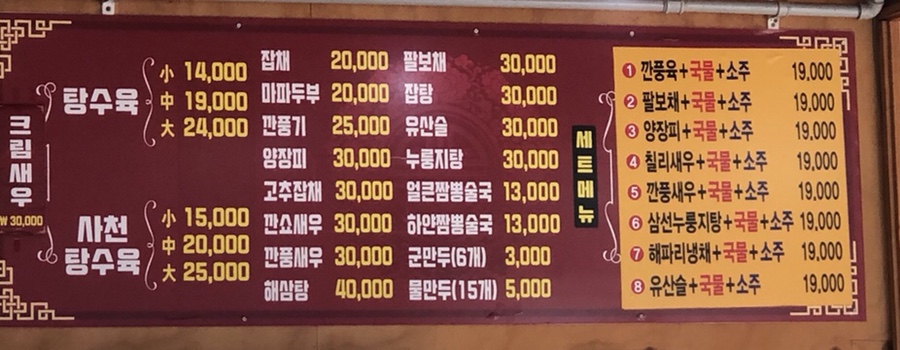 크림새우
₩ 30,000
탕수육
小 14,000
中 19,000
大 24,000
사천
탕수육
小 15,000
中 20,000
大 25,000
잡채 20,000
마파두부 20,000
깐풍기 25,000
양장피 30,000
고추잡채 30,000
깐쇼새우 30,000
깐풍새우 30,000
해삼탕 40,000
팔보채 30,000
잡탕 30,000
유산슬 30,000
누룽지탕 30,000
얼큰짬뽕술국 13,000
하얀짬뽕술국 13,000
군만두(6개) 3,000
물만두(15개) 5,000
세트메뉴
1 깐풍육+국물+소주 19,000
2 팔보채+국물+소주 19,000
3 양장피+국물+소주 19,000
4 칠리새우+국물+소주 19,000
5 깐풍새우+국물+소주 19,000
6 삼선누룽지탕+국물+소주 19,000
7 해파리냉채+국물+소주 19,000
8 유산슬+국물+소주 19,000